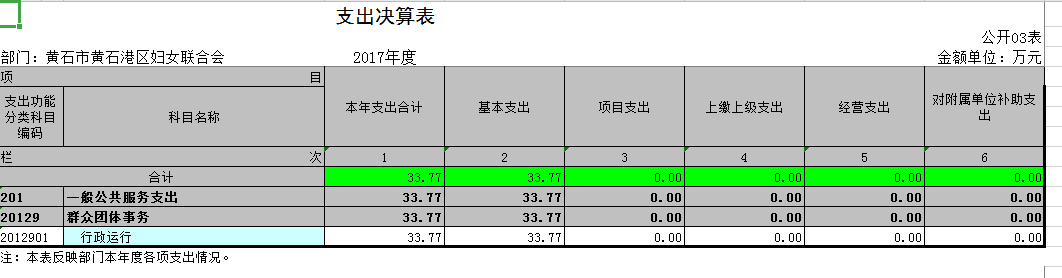 支出决算表
公开03表
部门：黄石市黄石港区妇女联合会 2017年度 金额单位：万元
项 目
支出功能分类科目编码 科目名称 本年支出合计 基本支出 项目支出 上缴上级支出 经营支出 对附属单位补助支出
栏 次 1 2 3 4 5 6
合计 33.77 33.77 0.00 0.00 0.00 0.00
201 一般公共服务支出 33.77 33.77 0.00 0.00 0.00 0.00
20129 群众团体事务 33.77 33.77 0.00 0.00 0.00 0.00
2012901 行政运行 33.77 33.77 0.00 0.00 0.00 0.00
注：本表反映部门本年度各项支出情况。